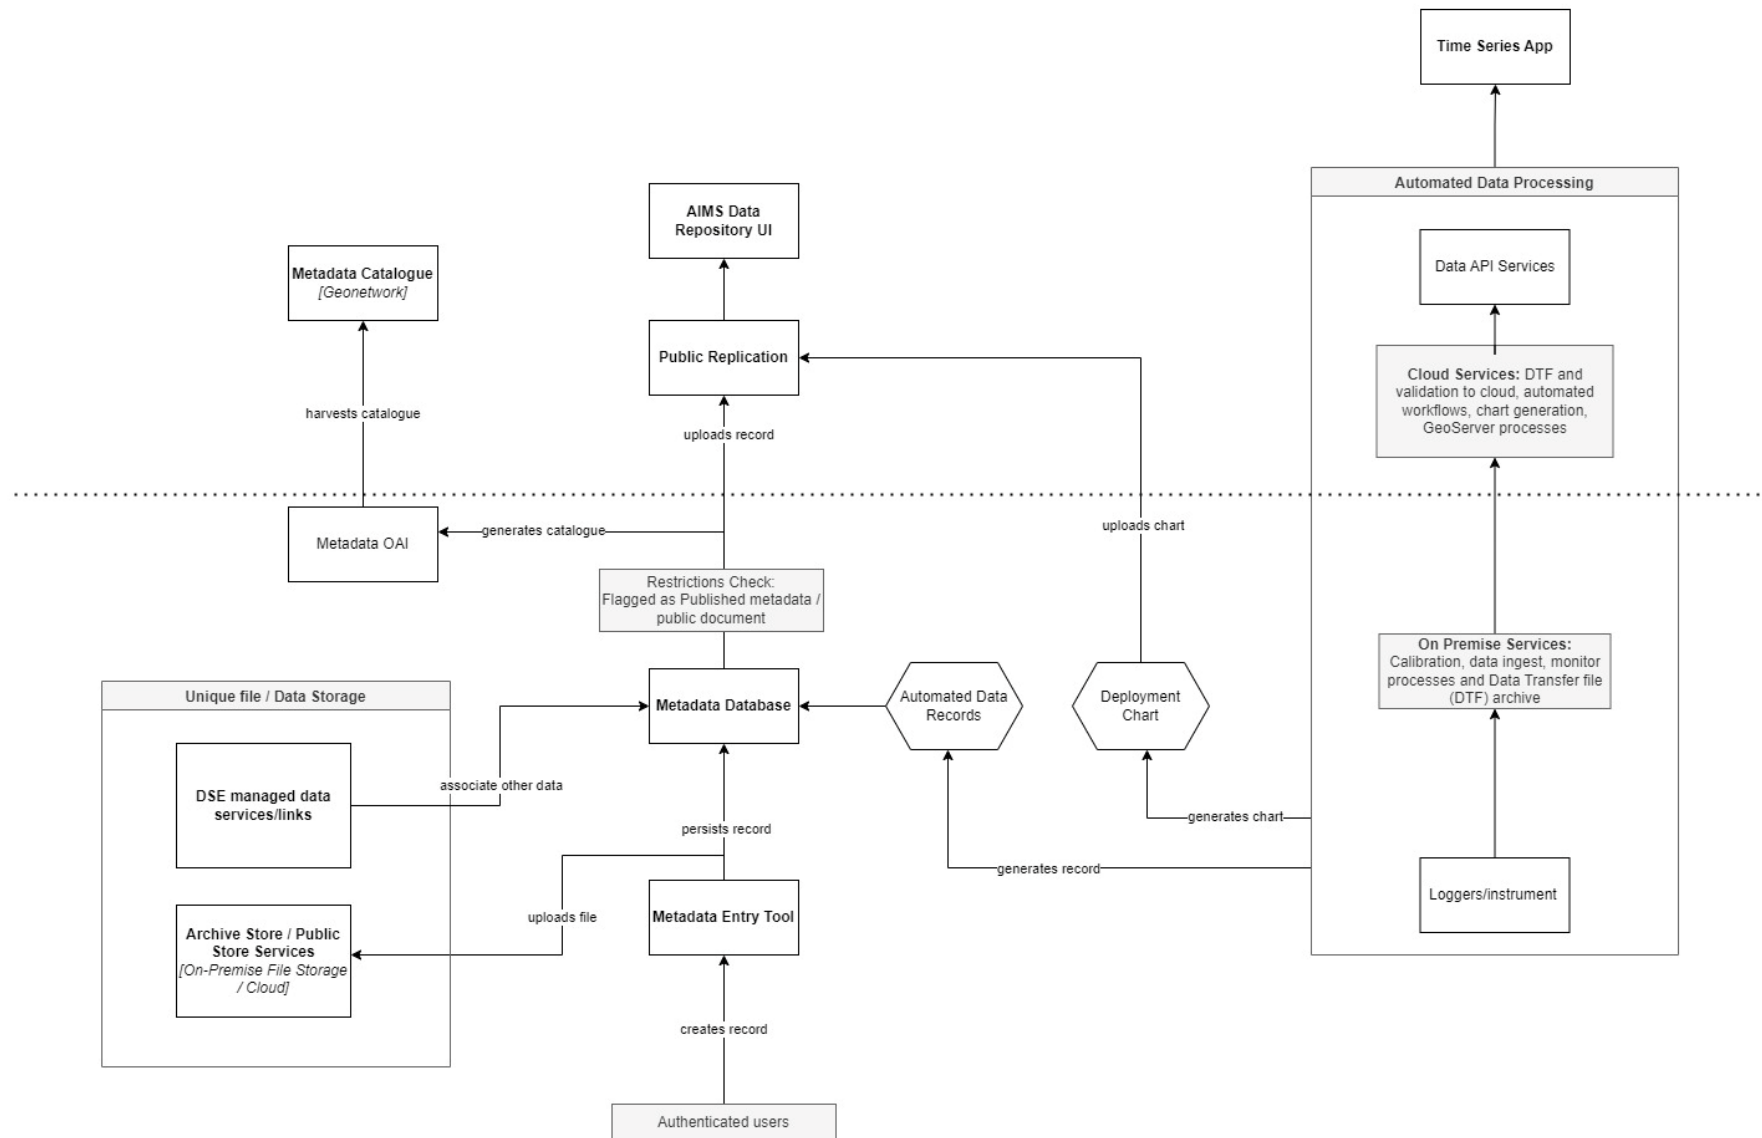 Time Series App
Automated Data Processing
AIMS Data
Repository UI
Data API Services
Metadata Catalogue
[Geonetwork]
Public Replication
Cloud Services: DTF and
validation to cloud, automated
workflows, chart generation,
GeoServer processes
harvests catalogue
uploads record
uploads chart
generates catalogue
Metadata OAI
Restrictions Check:
Flagged as Published metadata /
public document
On Premise Services:
Calibration, data ingest, monitor
processes and Data Transfer file
(DTF) archive
Unique file / Data Storage
Metadata Database
Automated Data
Records
Deployment
Chart
associate other data
DSE managed data
services/links
generates chart
persists record
generates record
Loggers/instrument
uploads file
Metadata Entry Tool
Archive Store / Public
Store Services
[On-Premise File Storage
/ Cloud]
creates record
Authenticated users